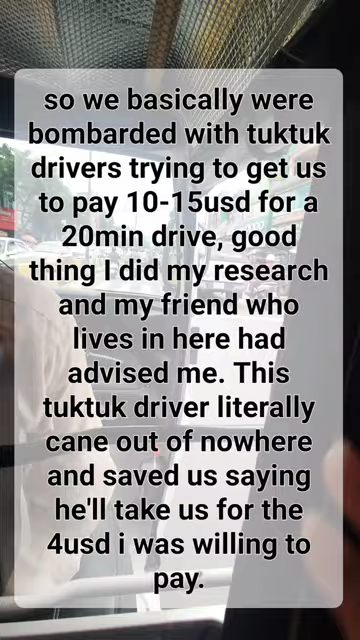 so we basically were
bombarded with tuktuk
drivers trying to get us
to pay 10-15usd for a
20min drive, good
thing I did my research
and my friend who
lives in here had
advised me. This
tuktuk driver literally
cane out of nowhere
and saved us saying
he'll take us for the
4usd i was willing to
pay.